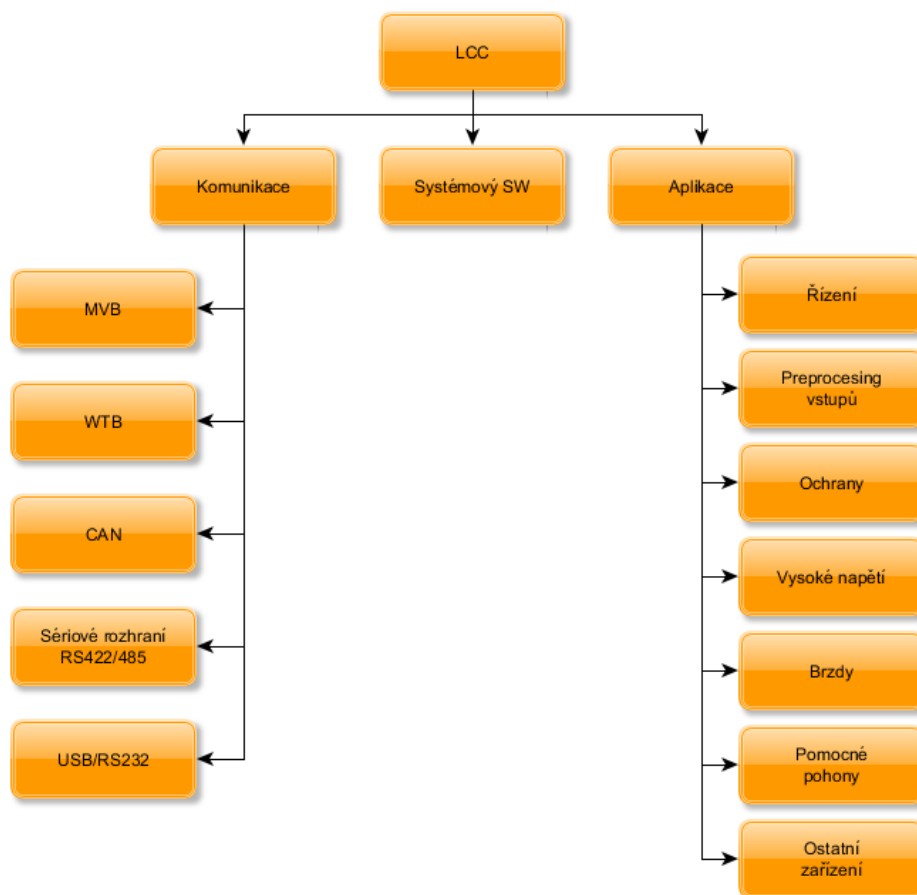 LCC
Komunikace
Systémový SW
Aplikace
MVB
WTB
CAN
Sériové rozhraní
RS422/485
USB/RS232
Řízení
Preprocesing
vstupů
Ochrany
Vysoké napětí
Brzdy
Pomocné
pohony
Ostatní
zařízení